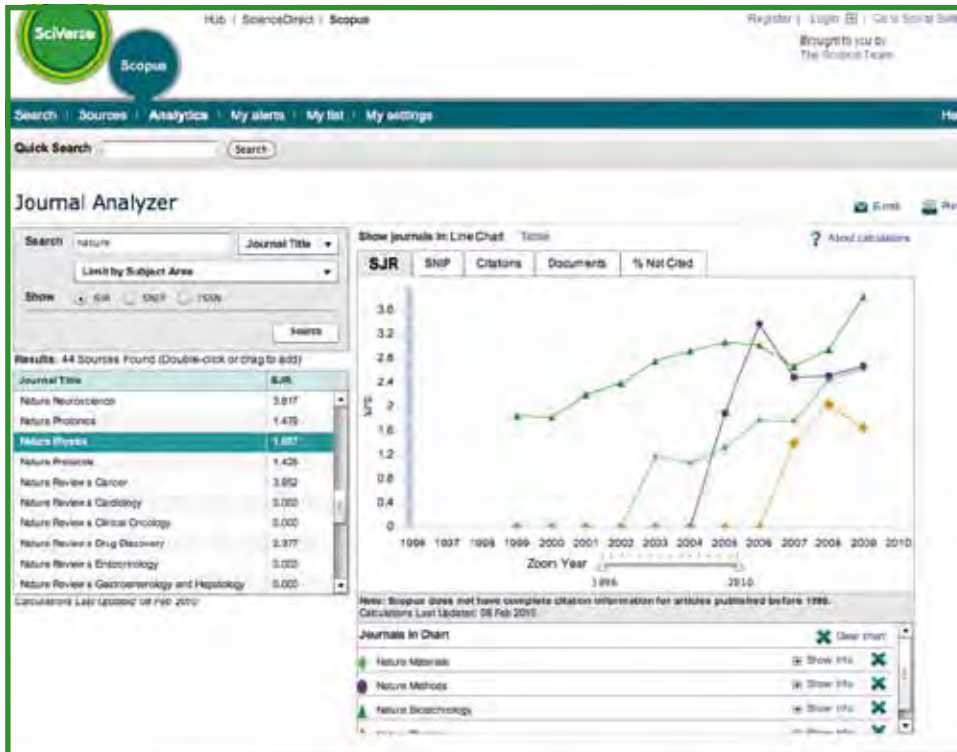 SciVerse
Scopus
Hub | ScienceDirect | Scopus
Register | Login
Brought to you by
The Scopus Team
Search Sources Analytics My alerts My list My settings
Quick Search Search
Journal Analyzer
Search nature Journal Title
Limit by Subject Area
Show SJR SNIP ISSN
Search
Results: 44 Sources Found (Double-click or drag to add)
Journal Title SJR
Nature Neuroscience 3.817
Nature Photonics
Nature Physics
Nature Protocols
Nature Reviews Cancer
Nature Reviews Cardiology 0.000
Nature Reviews Clinical Oncology 0.000
Nature Reviews Drug Discovery
Nature Reviews Endocrinology 0.000
Nature Reviews Gastroenterology and Hepatology 0.000
Calculations Last Updated: 08 Feb 2010
Show journals in: Line Chart Table
? About calculations
SJR SNIP Citations Documents % Not Cited
3.6
3.2
2.8
2.4
2
1.6
1.2
0.8
0.4
0
SJR
1996 1997 1998 1999 2000 2001 2002 2003 2004 2005 2006 2007 2008 2009 2010
Zoom Year
1996 2010
Note: Scopus does not have complete citation information for articles published before 1996.
Calculations Last Updated: 08 Feb 2010
Journals in Chart Clear chart
Nature Materials Show info
Nature Methods Show info
Nature Biotechnology Show info